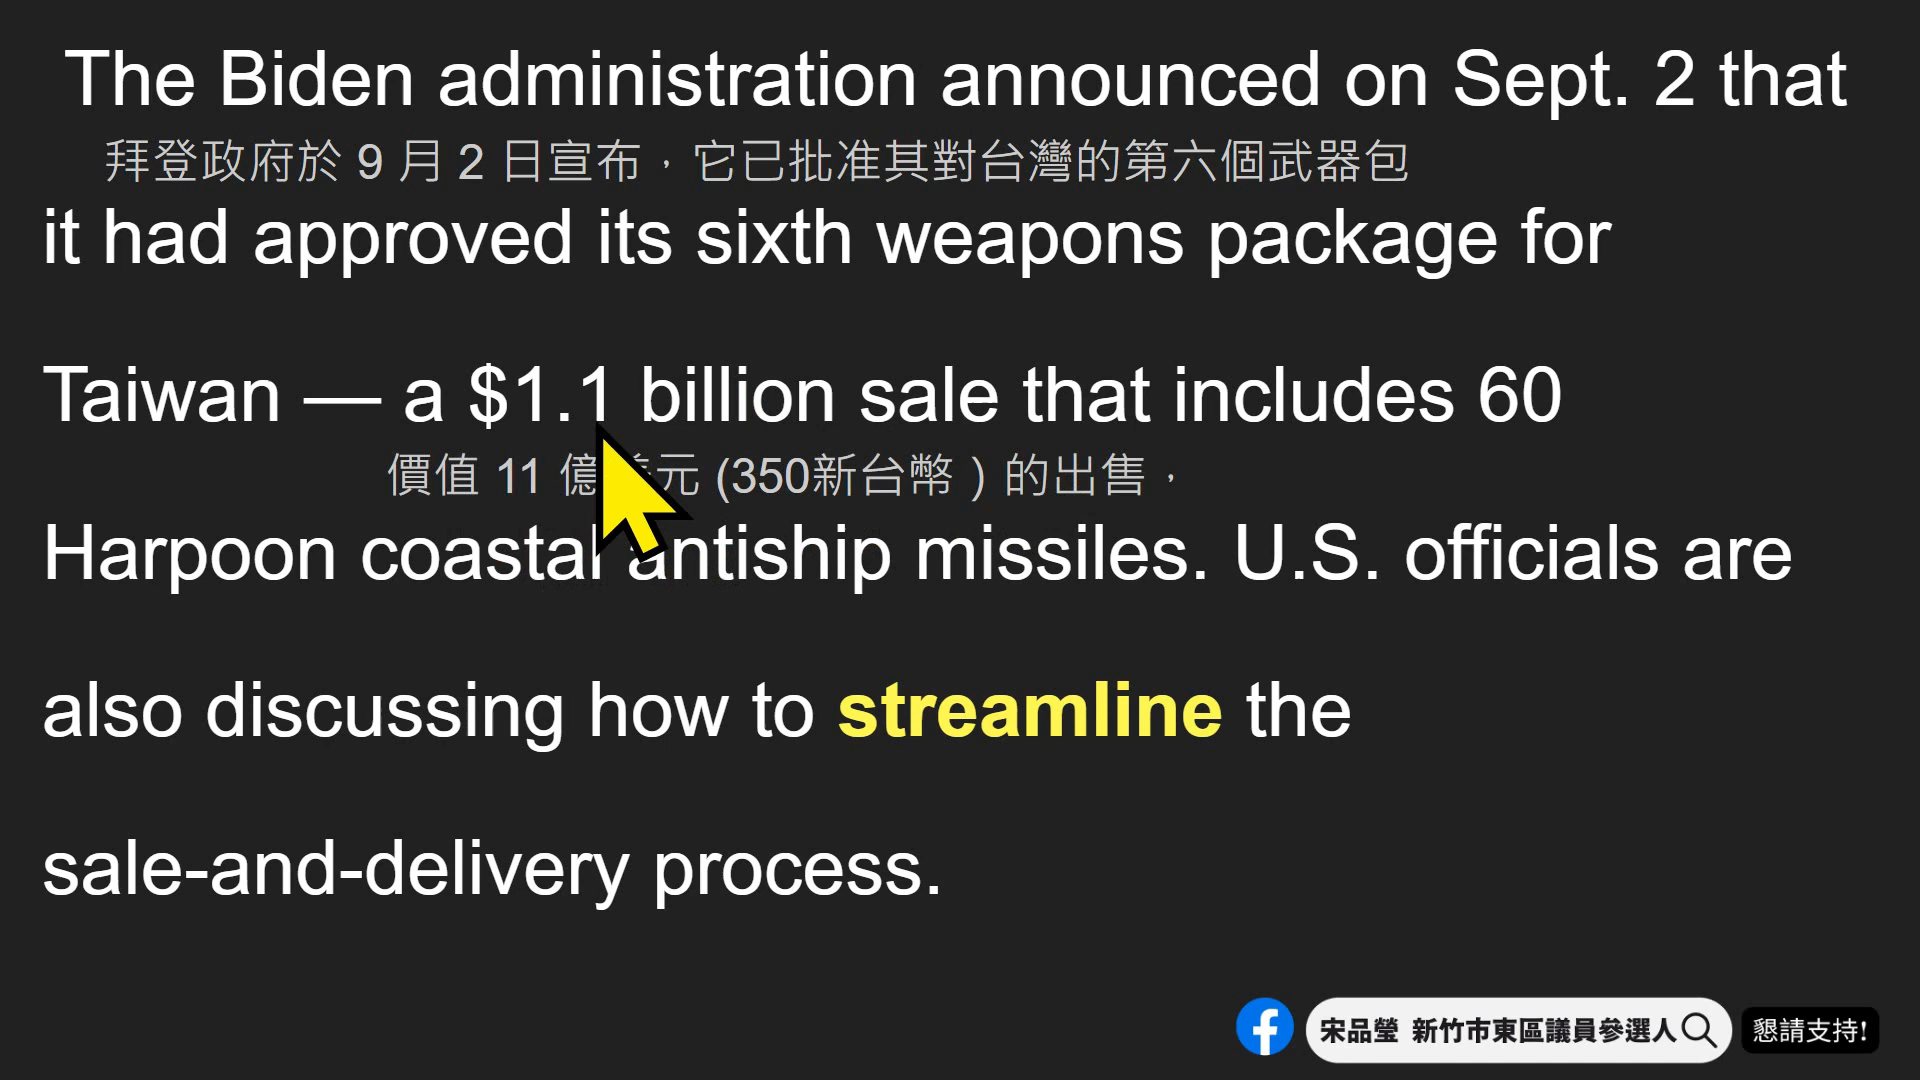 The Biden administration announced on Sept. 2 that
拜登政府於 9 月 2 日宣布，它已批准其對台灣的第六個武器包
it had approved its sixth weapons package for
Taiwan — a $1.1 billion sale that includes 60
價值 11 億元 (350新台幣 ) 的出售，
Harpoon coastal antiship missiles. U.S. officials are
also discussing how to streamline the
sale-and-delivery process.
宋品瑩 新竹市東區議員參選人
懇請支持!